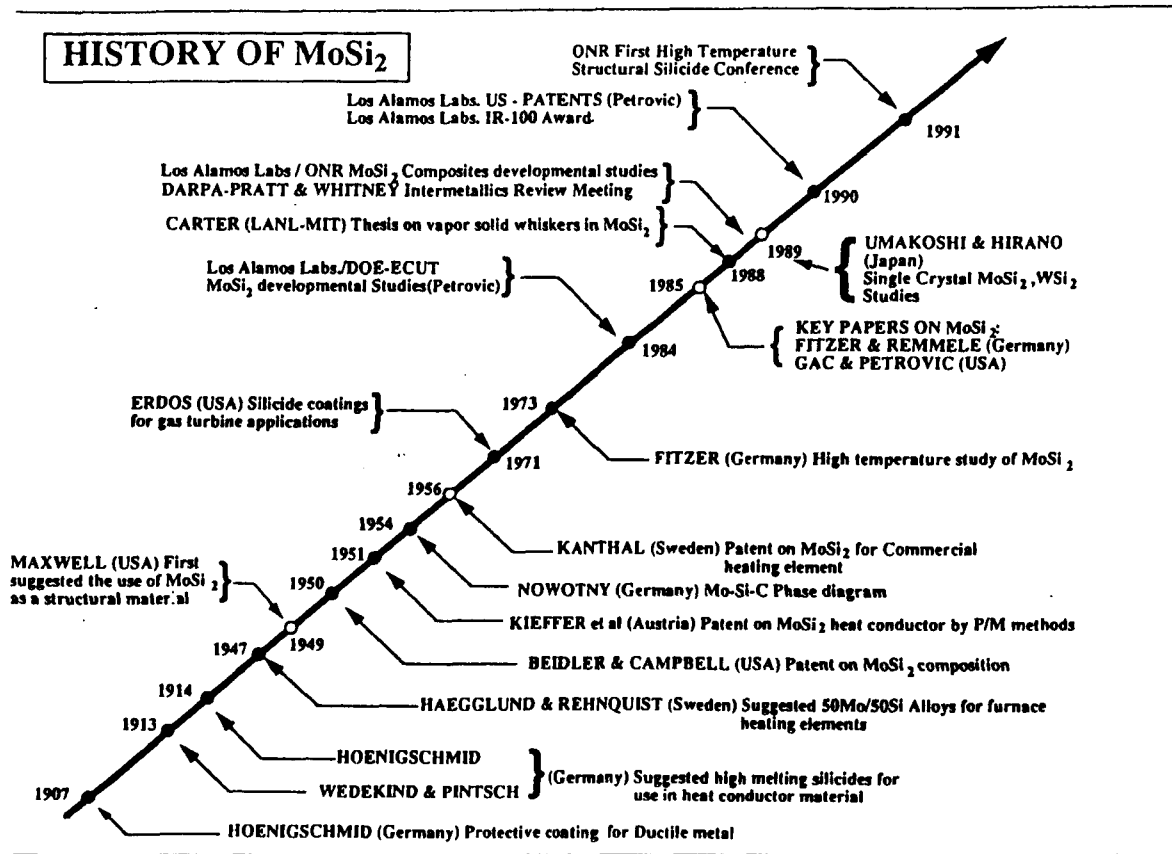 HISTORY OF MoSi2
ONR First High Temperature
Structural Silicide Conference
1991
Los Alamos Labs. US - PATENTS (Petrovic)
Los Alamos Labs. IR-100 Award
1990
Los Alamos Labs / ONR MoSi2 Composites developmental studies
DARPA-PRATT & WHITNEY Intermetallics Review Meeting
1989
UMAKOSHI & HIRANO
(Japan)
Single Crystal MoSi2 ,WSi2
Studies
CARTER (LANL-MIT) Thesis on vapor solid whiskers in MoSi2
1988
1985
KEY PAPERS ON MoSi2:
FITZER & REMMELE (Germany)
GAC & PETROVIC (USA)
Los Alamos Labs./DOE-ECUT
MoSi2 developmental Studies(Petrovic)
1984
1973
FITZER (Germany) High temperature study of MoSi2
ERDOS (USA) Silicide coatings
for gas turbine applications
1971
1956
KANTHAL (Sweden) Patent on MoSi2 for Commercial
heating element
1954
NOWOTNY (Germany) Mo-Si-C Phase diagram
1951
KIEFFER et al (Austria) Patent on MoSi2 heat conductor by P/M methods
1950
BEIDLER & CAMPBELL (USA) Patent on MoSi2 composition
MAXWELL (USA) First
suggested the use of MoSi2
as a structural material
1949
1947
HAEGGLUND & REHNQUIST (Sweden) Suggested 50Mo/50Si Alloys for furnace
heating elements
1914
HOENIGSCHMID
1913
WEDEKIND & PINTSCH
(Germany) Suggested high melting silicides for
use in heat conductor material
1907
HOENIGSCHMID (Germany) Protective coating for Ductile metal